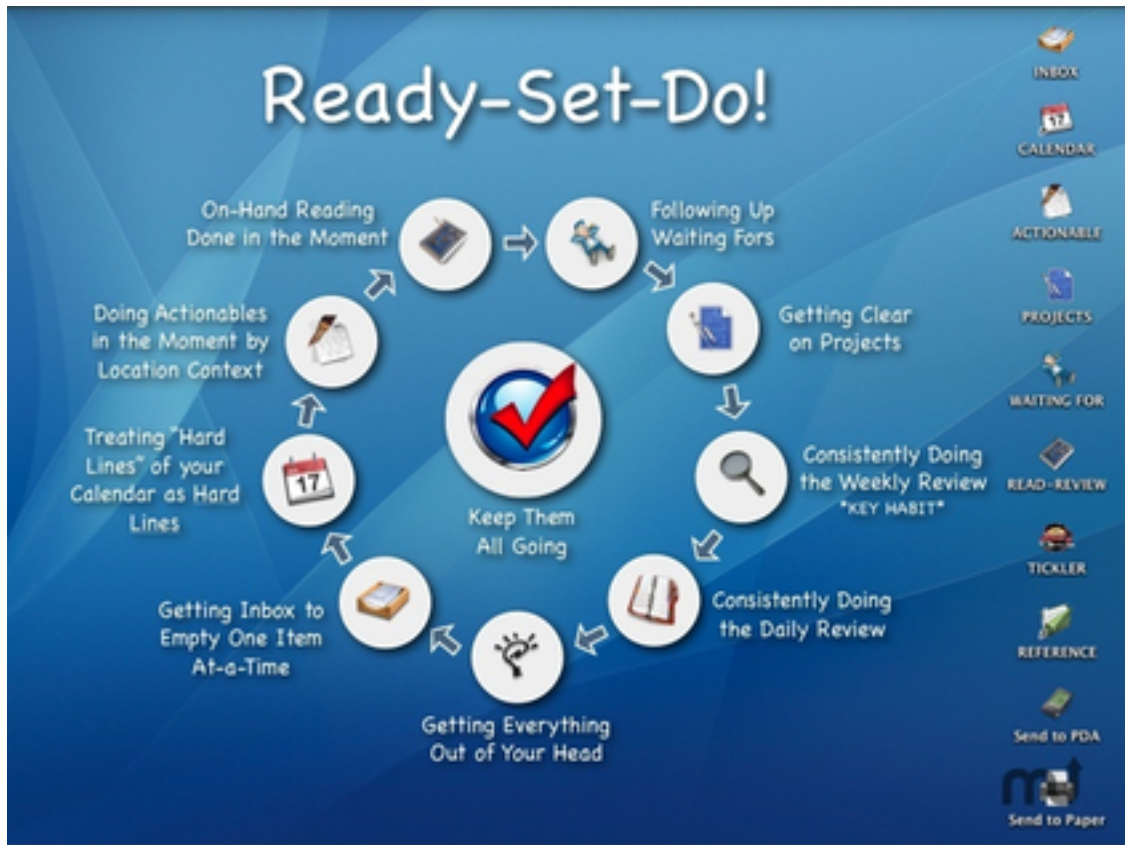 Ready-Set-Do!
On-Hand Reading
Done in the Moment
Following Up
Waiting Fors
Getting Clear
on Projects
Consistently Doing
the Weekly Review
*KEY HABIT*
Consistently Doing
the Daily Review
Getting Everything
Out of Your Head
Getting Inbox to
Empty One Item
At-a-Time
Treating "Hard
Lines" of your
Calendar as Hard
Lines
17
Doing Actionables
in the Moment by
Location Context
Keep Them
All Going
INBOX
17
CALENDAR
ACTIONABLE
PROJECTS
WAITING FOR
READ-REVIEW
TICKLER
REFERENCE
Send to PDA
Send to Paper